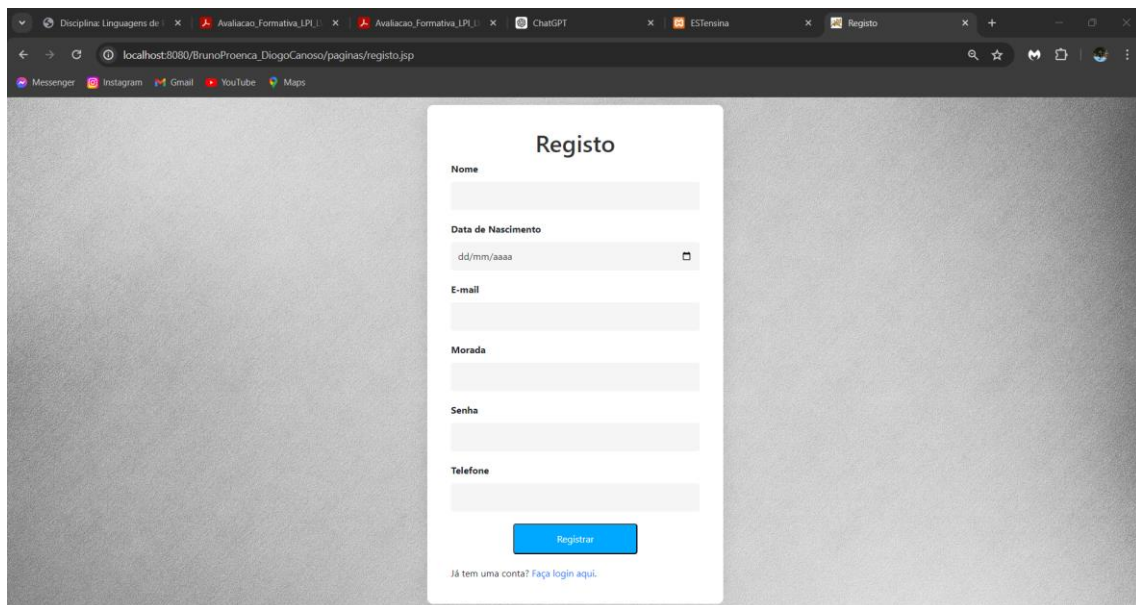 Disciplina: Linguagens de
Avaliacao_Formativa_LPI_
Avaliacao_Formativa_LPI_
ChatGPT
ESTensina
Registo
localhost:8080/BrunoProenca_DiogoCanoso/paginas/registo.jsp
Messenger
Instagram
Gmail
YouTube
Maps
Registo
Nome
Data de Nascimento
dd/mm/aaaa
E-mail
Morada
Senha
Telefone
Registrar
Já tem uma conta? Faça login aqui.